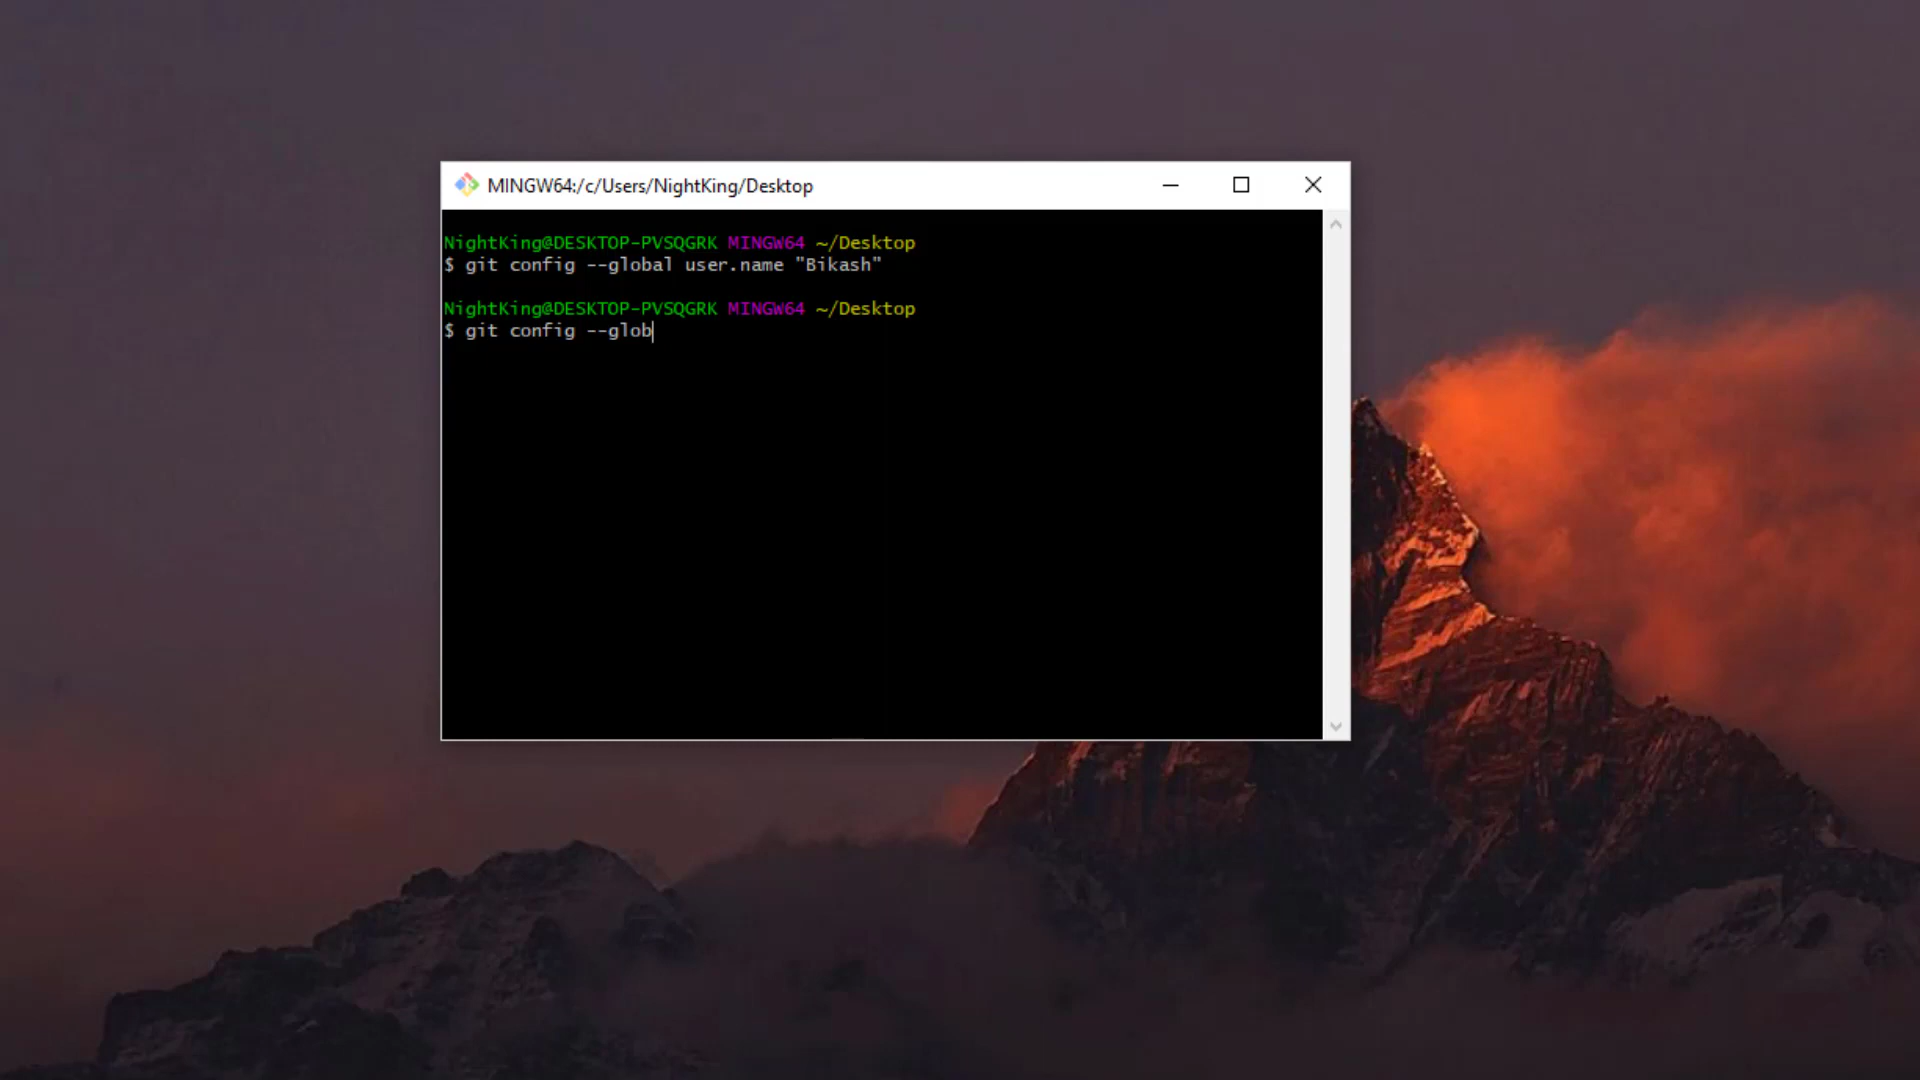 MINGW64:/c/Users/NightKing/Desktop
NightKing@DESKTOP-PVSQGRK MINGW64 ~/Desktop
$ git config --global user.name "Bikash"
NightKing@DESKTOP-PVSQGRK MINGW64 ~/Desktop
$ git config --glob